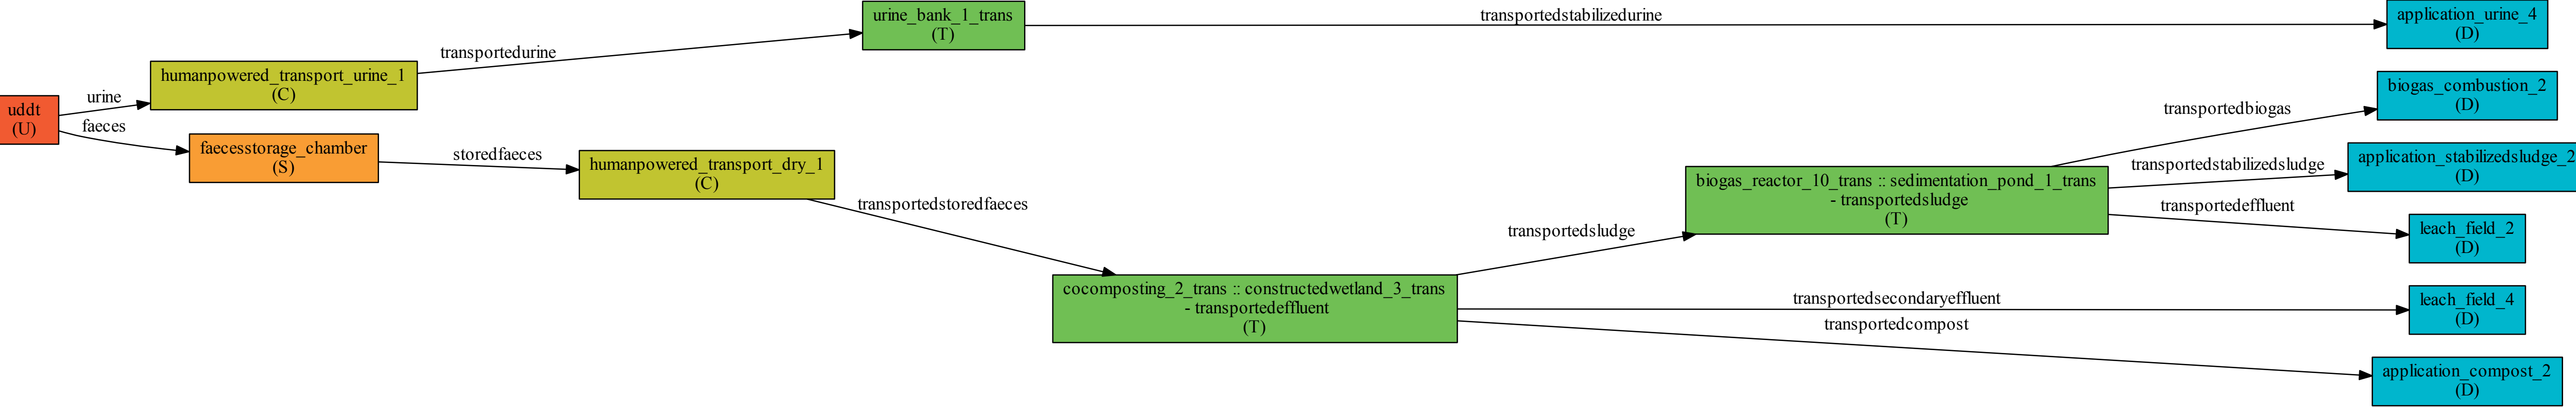 uddt
(U)
urine
faeces
humanpowered_transport_urine_1
(C)
faecesstorage_chamber
(S)
transportedurine
storedfaeces
humanpowered_transport_dry_1
(C)
urine_bank_1_trans
(T)
transportedstoredfaeces
cocomposting_2_trans :: constructedwetland_3_trans
- transportedeffluent
(T)
transportedstabilizedurine
transportedsludge
biogas_reactor_10_trans :: sedimentation_pond_1_trans
- transportedsludge
(T)
transportedsecondaryeffluent
transportedcompost
transportedbiogas
transportedstabilizedsludge
transportedeffluent
application_urine_4
(D)
biogas_combustion_2
(D)
application_stabilizedsludge_2
(D)
leach_field_2
(D)
leach_field_4
(D)
application_compost_2
(D)